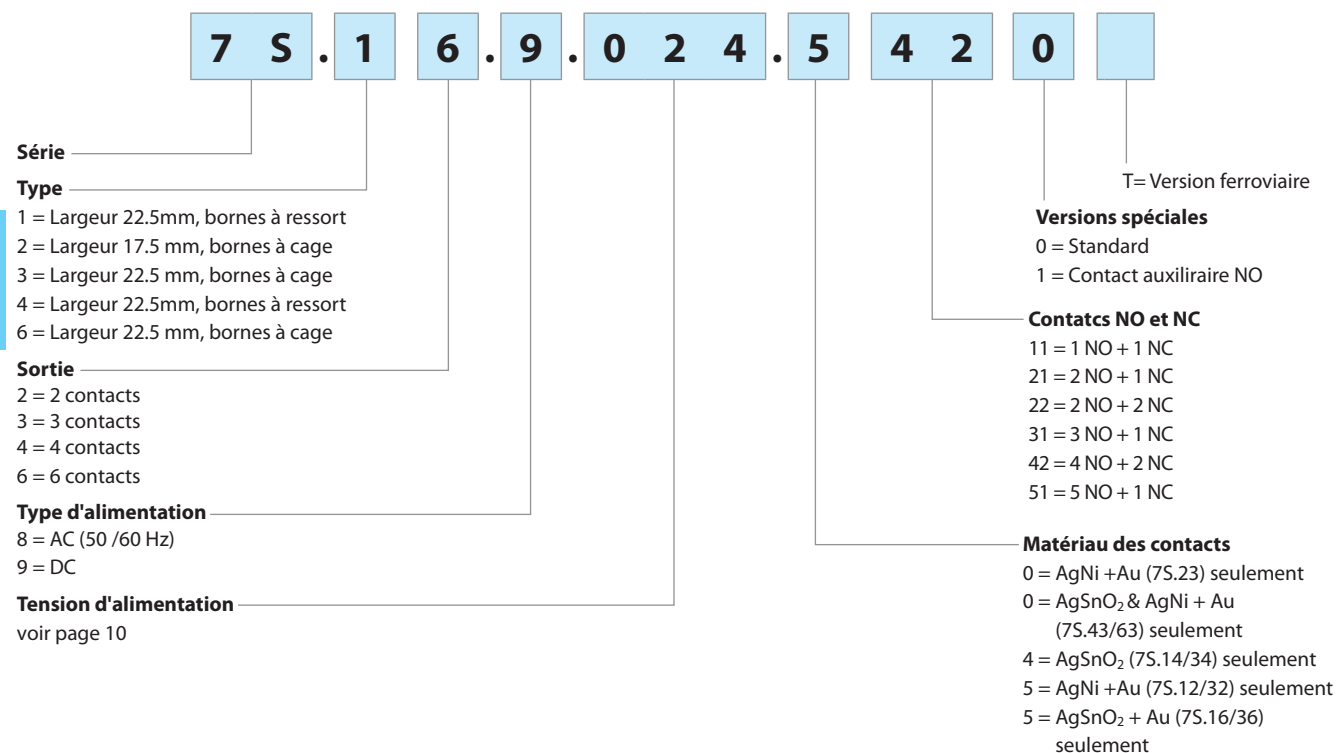 7 S . 1 6 . 9 . 0 2 4 . 5 4 2 0
Série
Type
1 = Largeur 22.5mm, bornes à ressort
2 = Largeur 17.5 mm, bornes à cage
3 = Largeur 22.5 mm, bornes à cage
4 = Largeur 22.5mm, bornes à ressort
6 = Largeur 22.5 mm, bornes à cage
Sortie
2 = 2 contacts
3 = 3 contacts
4 = 4 contacts
6 = 6 contacts
Type d'alimentation
8 = AC (50 /60 Hz)
9 = DC
Tension d'alimentation
voir page 10
T= Version ferroviaire
Versions spéciales
0 = Standard
1 = Contact auxiliraire NO
Contatcs NO et NC
11 = 1 NO + 1 NC
21 = 2 NO + 1 NC
22 = 2 NO + 2 NC
31 = 3 NO + 1 NC
42 = 4 NO + 2 NC
51 = 5 NO + 1 NC
Matériau des contacts
0 = AgNi +Au (7S.23) seulement
0 = AgSnO₂ & AgNi + Au
(7S.43/63) seulement
4 = AgSnO₂ (7S.14/34) seulement
5 = AgNi +Au (7S.12/32) seulement
5 = AgSnO₂ + Au (7S.16/36)
seulement